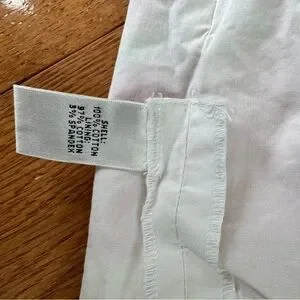 SHELL:
100% COTTON
LINING:
97% COTTON
3% SPANDEX